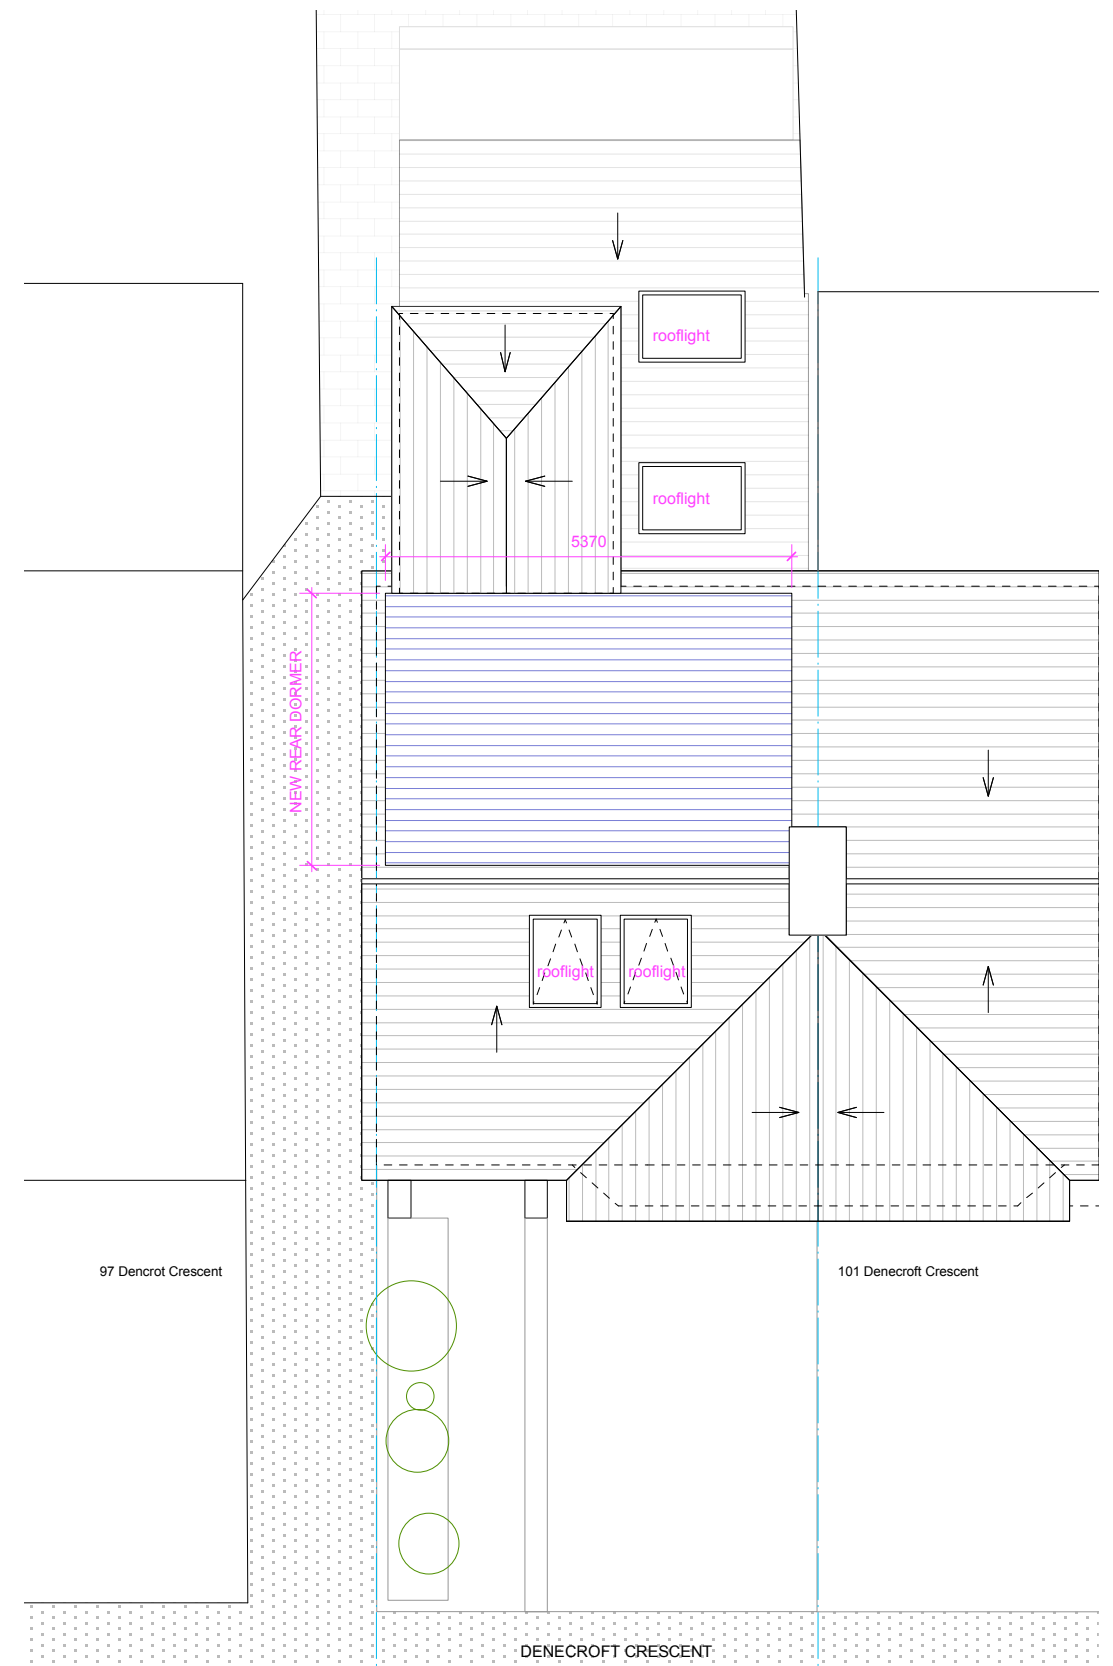 rooflight
rooflight
5370
NEW REAR DORMER
rooflight
rooflight
97 Dencrot Crescent
101 Denecroft Crescent
DENECROFT CRESCENT